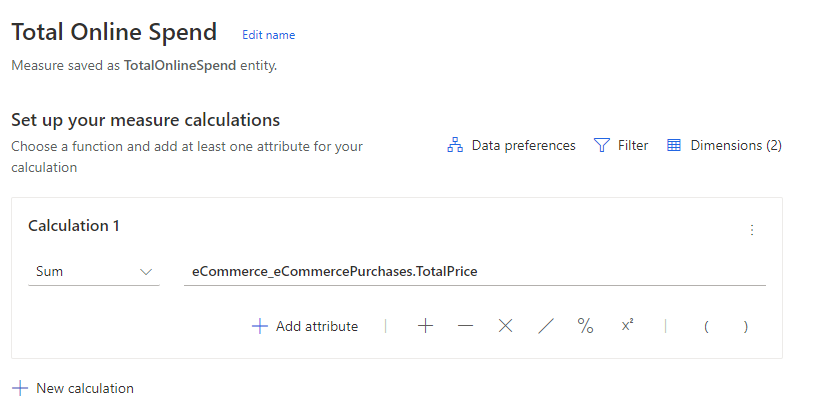 Total Online Spend Edit name
Measure saved as TotalOnlineSpend entity.
Set up your measure calculations
Choose a function and add at least one attribute for your
calculation
Data preferences Filter Dimensions (2)
Calculation 1
Sum eCommerce_eCommercePurchases.TotalPrice
+ Add attribute | + − × / % x² | ( )
+ New calculation